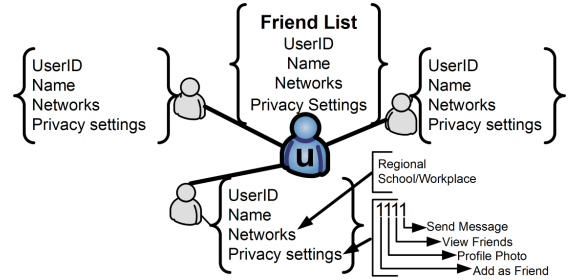 Friend List
UserID
Name
Networks
Privacy Settings
UserID
Name
Networks
Privacy settings
UserID
Name
Networks
Privacy settings
u
UserID
Name
Networks
Privacy settings
Regional
School/Workplace
1111
Send Message
View Friends
Profile Photo
Add as Friend